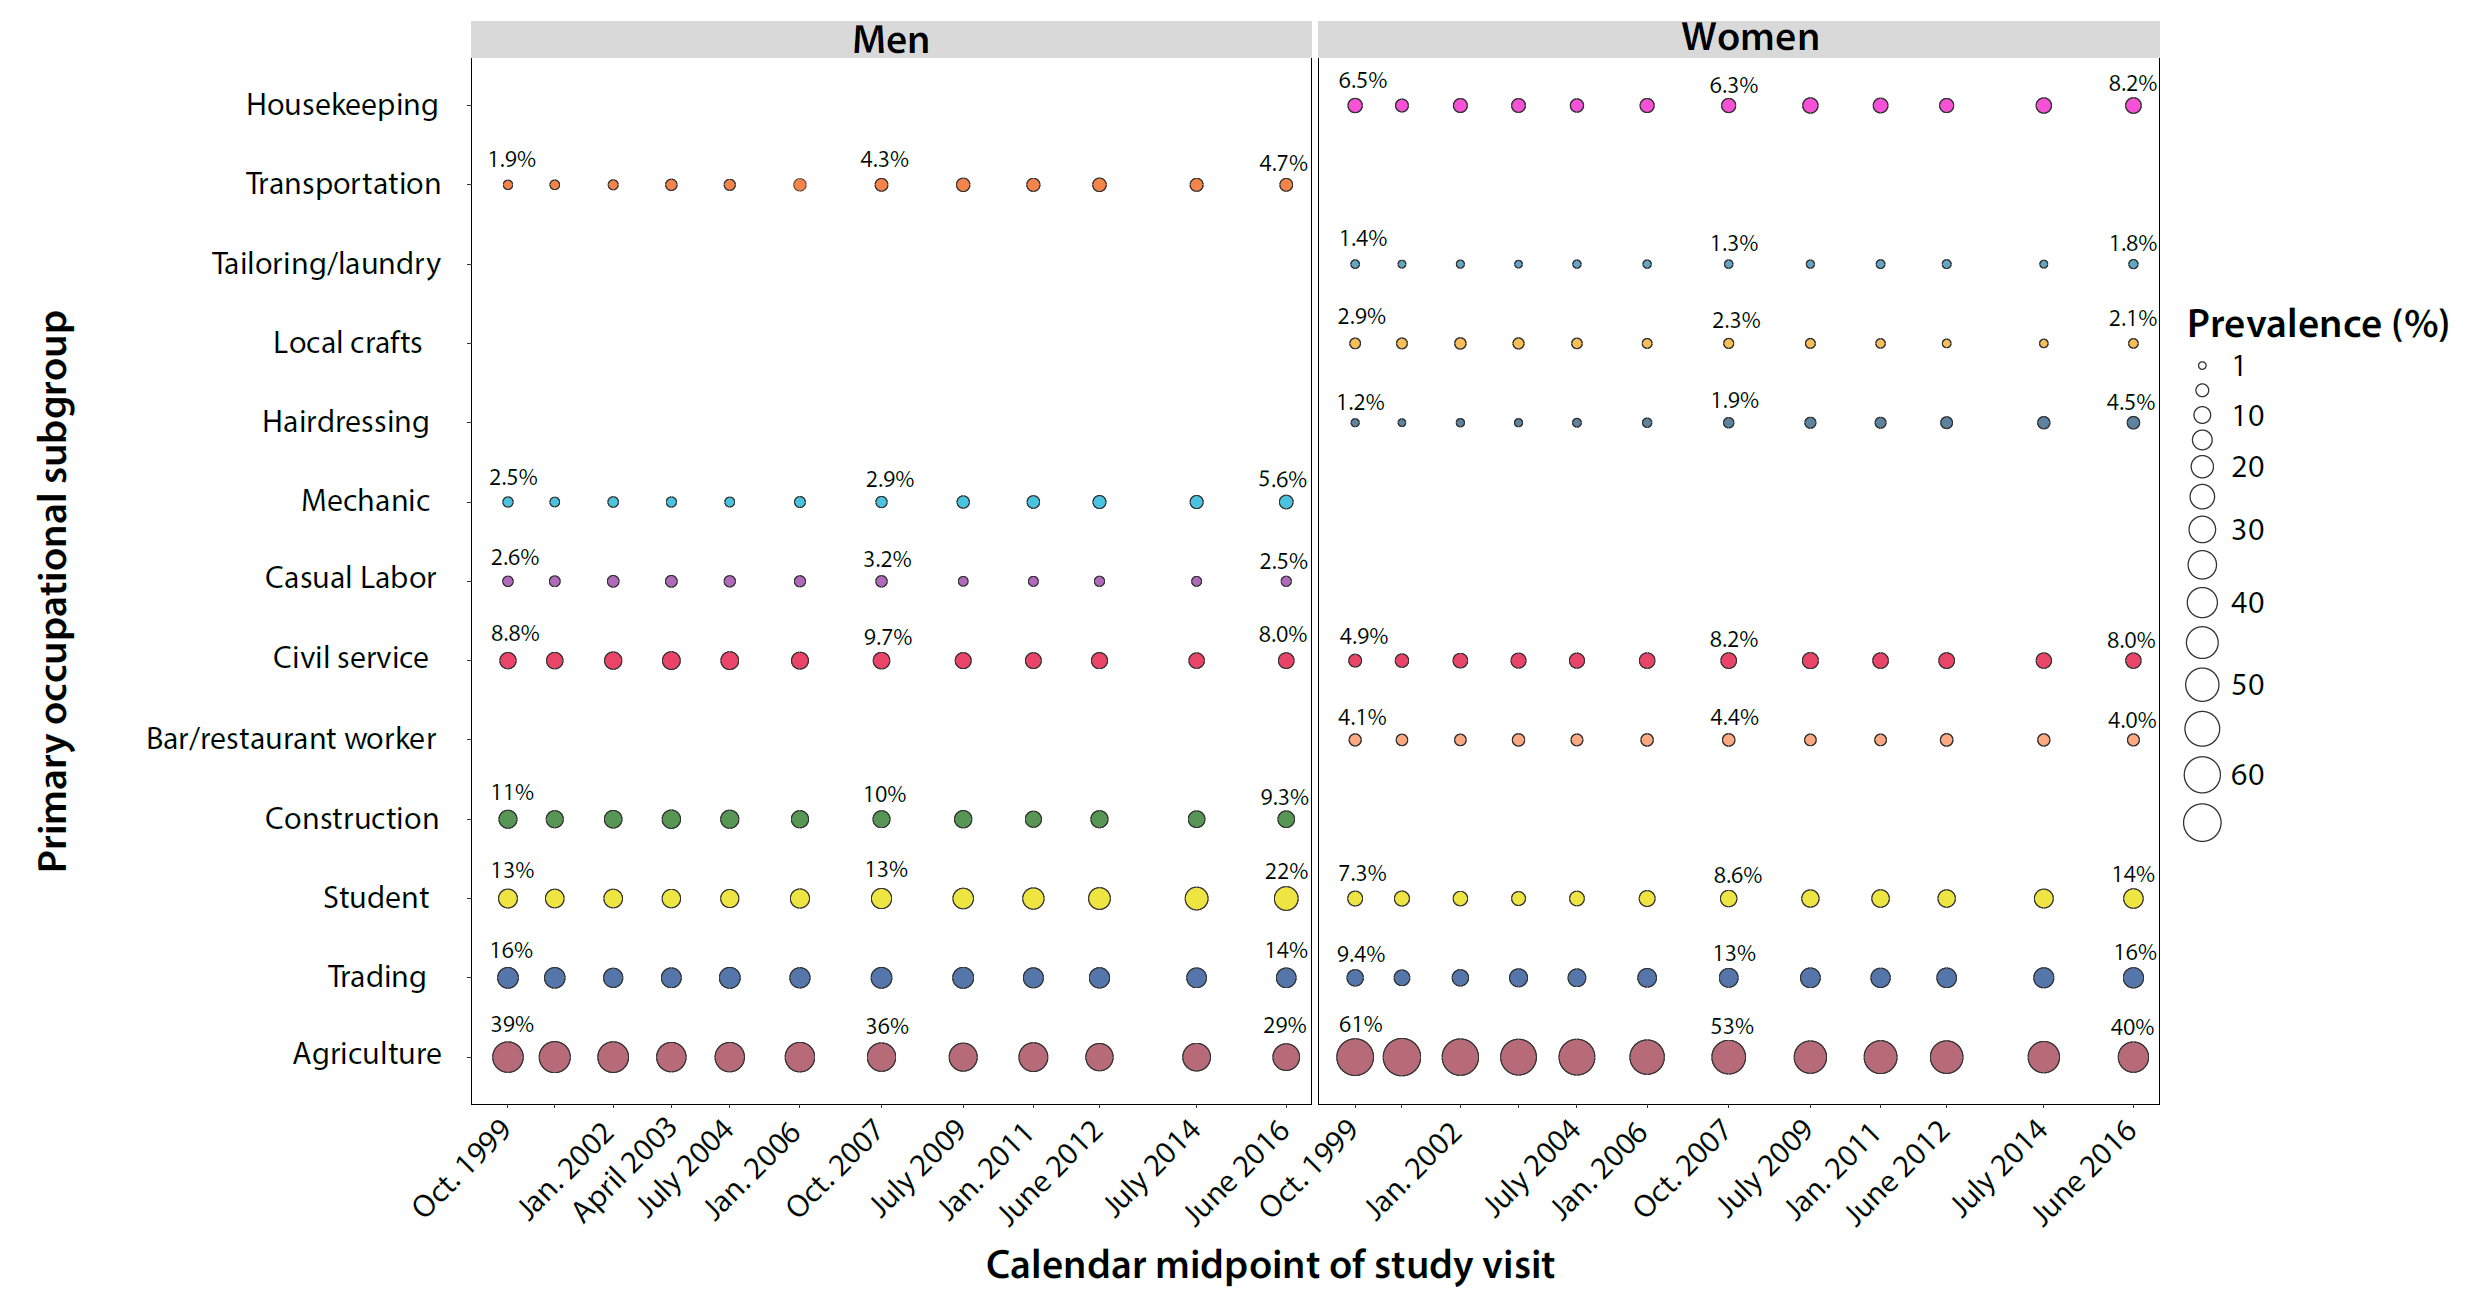 Men
Women
Primary occupational subgroup
Housekeeping
6.5%
6.3%
8.2%
Transportation
1.9%
4.3%
4.7%
Tailoring/laundry
1.4%
1.3%
1.8%
Local crafts
2.9%
2.3%
2.1%
Hairdressing
1.2%
1.9%
4.5%
Mechanic
2.5%
2.9%
5.6%
Casual Labor
2.6%
3.2%
2.5%
Civil service
8.8%
9.7%
8.0%
4.9%
8.2%
8.0%
Bar/restaurant worker
4.1%
4.4%
4.0%
Construction
11%
10%
9.3%
Student
13%
13%
22%
7.3%
8.6%
14%
Trading
16%
14%
9.4%
13%
16%
Agriculture
39%
36%
29%
61%
53%
40%
Oct. 1999
Jan. 2002
April 2003
July 2004
Jan. 2006
Oct. 2007
July 2009
Jan. 2011
June 2012
July 2014
June 2016
Oct. 1999
Jan. 2002
July 2004
Jan. 2006
Oct. 2007
July 2009
Jan. 2011
June 2012
July 2014
June 2016
Calendar midpoint of study visit
Prevalence (%)
1
10
20
30
40
50
60